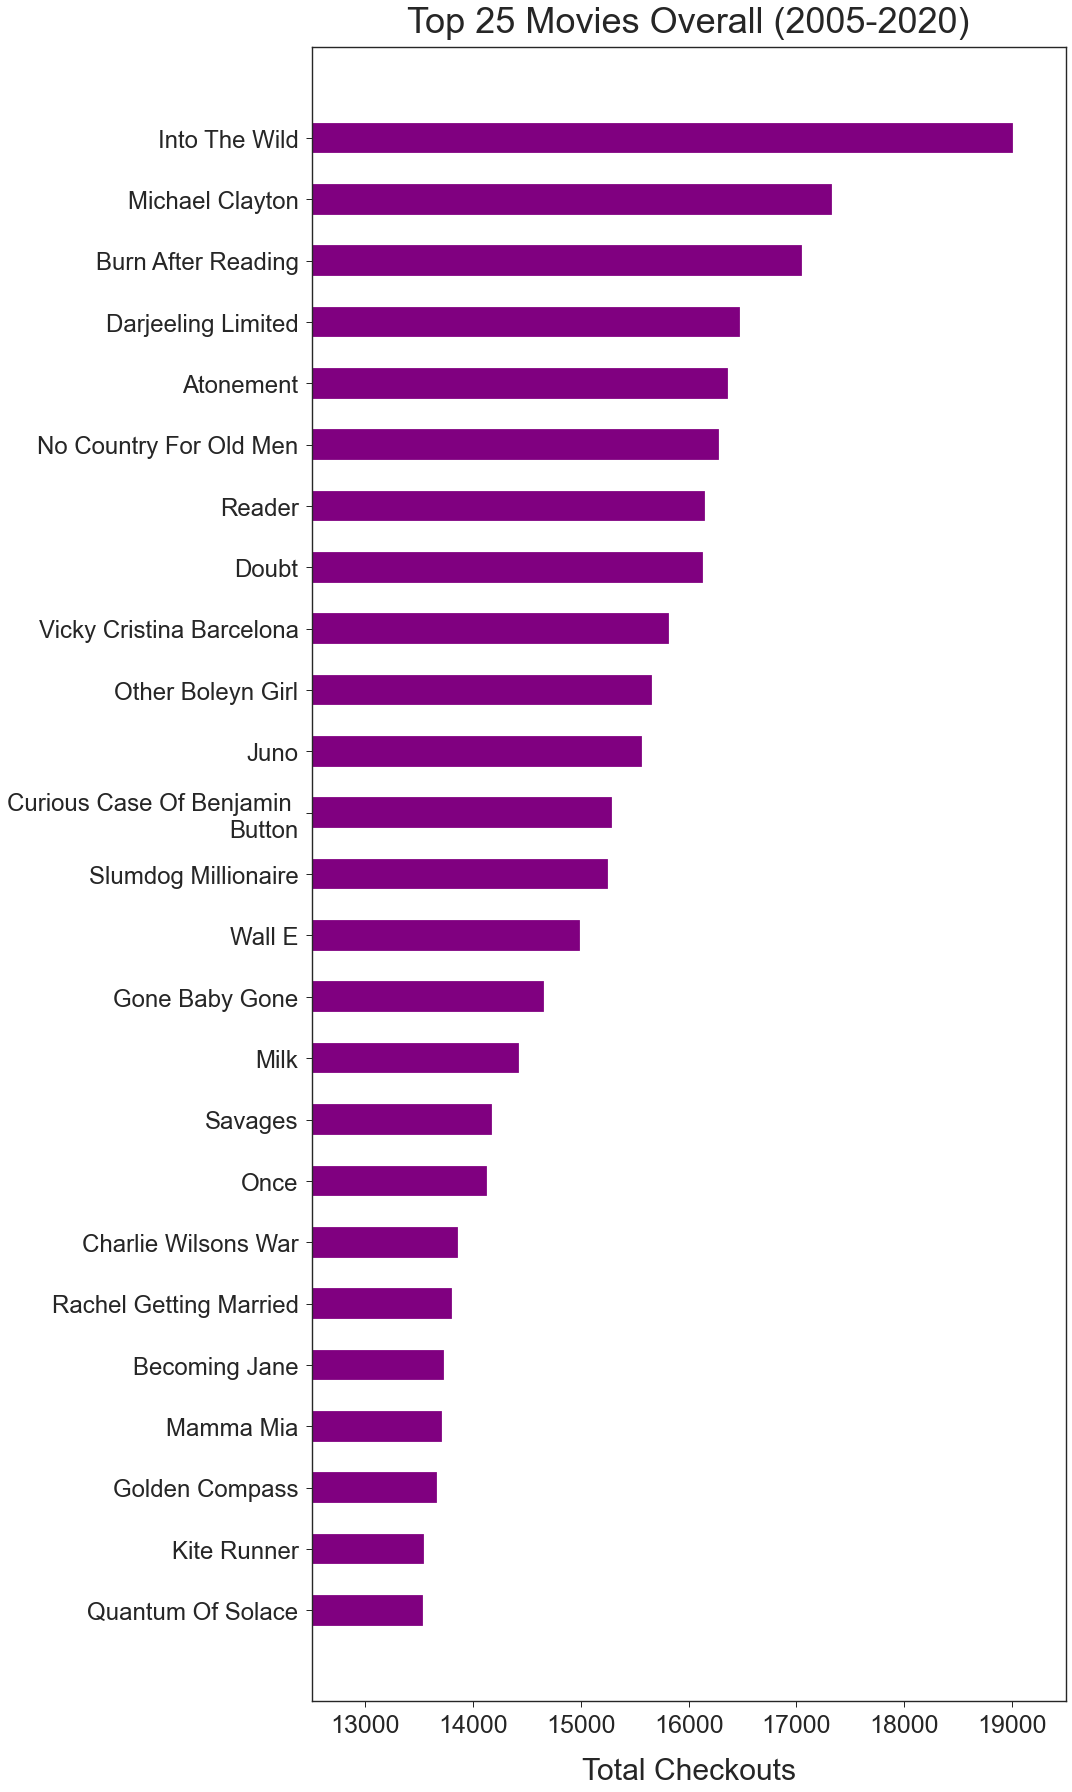 Top 25 Movies Overall (2005-2020)
Into The Wild
Michael Clayton
Burn After Reading
Darjeeling Limited
Atonement
No Country For Old Men
Reader
Doubt
Vicky Cristina Barcelona
Other Boleyn Girl
Juno
Curious Case Of Benjamin
Button
Slumdog Millionaire
Wall E
Gone Baby Gone
Milk
Savages
Once
Charlie Wilsons War
Rachel Getting Married
Becoming Jane
Mamma Mia
Golden Compass
Kite Runner
Quantum Of Solace
13000 14000 15000 16000 17000 18000 19000
Total Checkouts